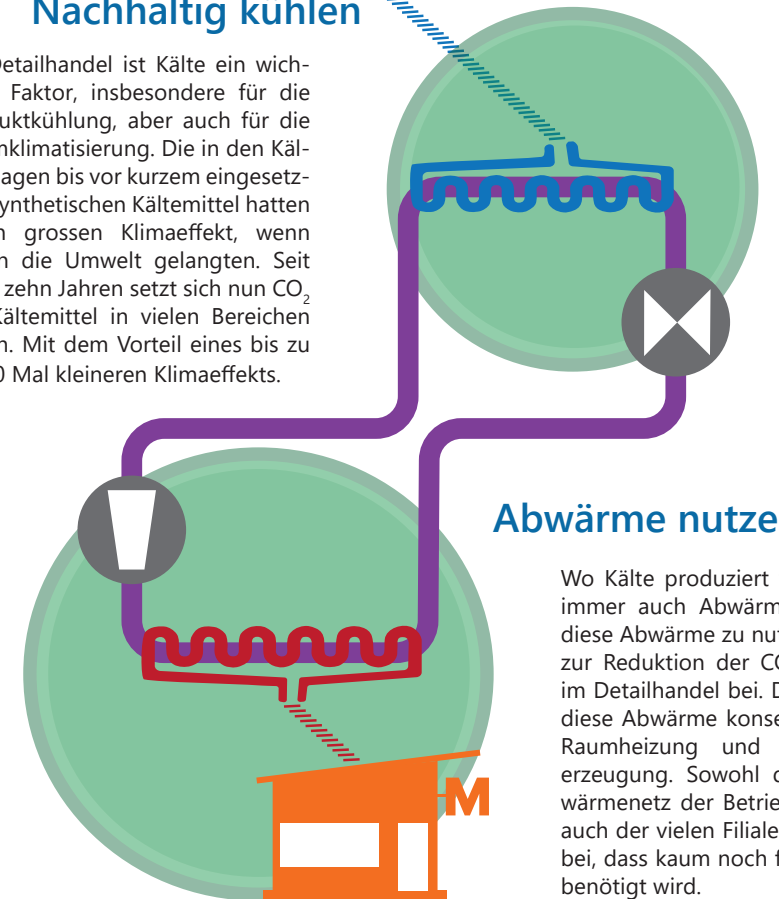 Nachhaltig kühlen
Detailhandel ist Kälte ein wich-
Faktor, insbesondere für die
uktkühlung, aber auch für die
klimatisierung. Die in den Käl-
lagen bis vor kurzem eingesetz-
synthetischen Kältemittel hatten
grossen Klimaeffekt, wenn
die Umwelt gelangten. Seit
zehn Jahren setzt sich nun CO₂
Kältemittel in vielen Bereichen
n. Mit dem Vorteil eines bis zu
0 Mal kleineren Klimaeffekts.
Abwärme nutze
Wo Kälte produziert
immer auch Abwärm
diese Abwärme zu nut
zur Reduktion der CO
im Detailhandel bei. D
diese Abwärme konse
Raumheizung und
erzeugung. Sowohl d
wärmenetz der Betrie
auch der vielen Filiale
bei, dass kaum noch f
benötigt wird.
M